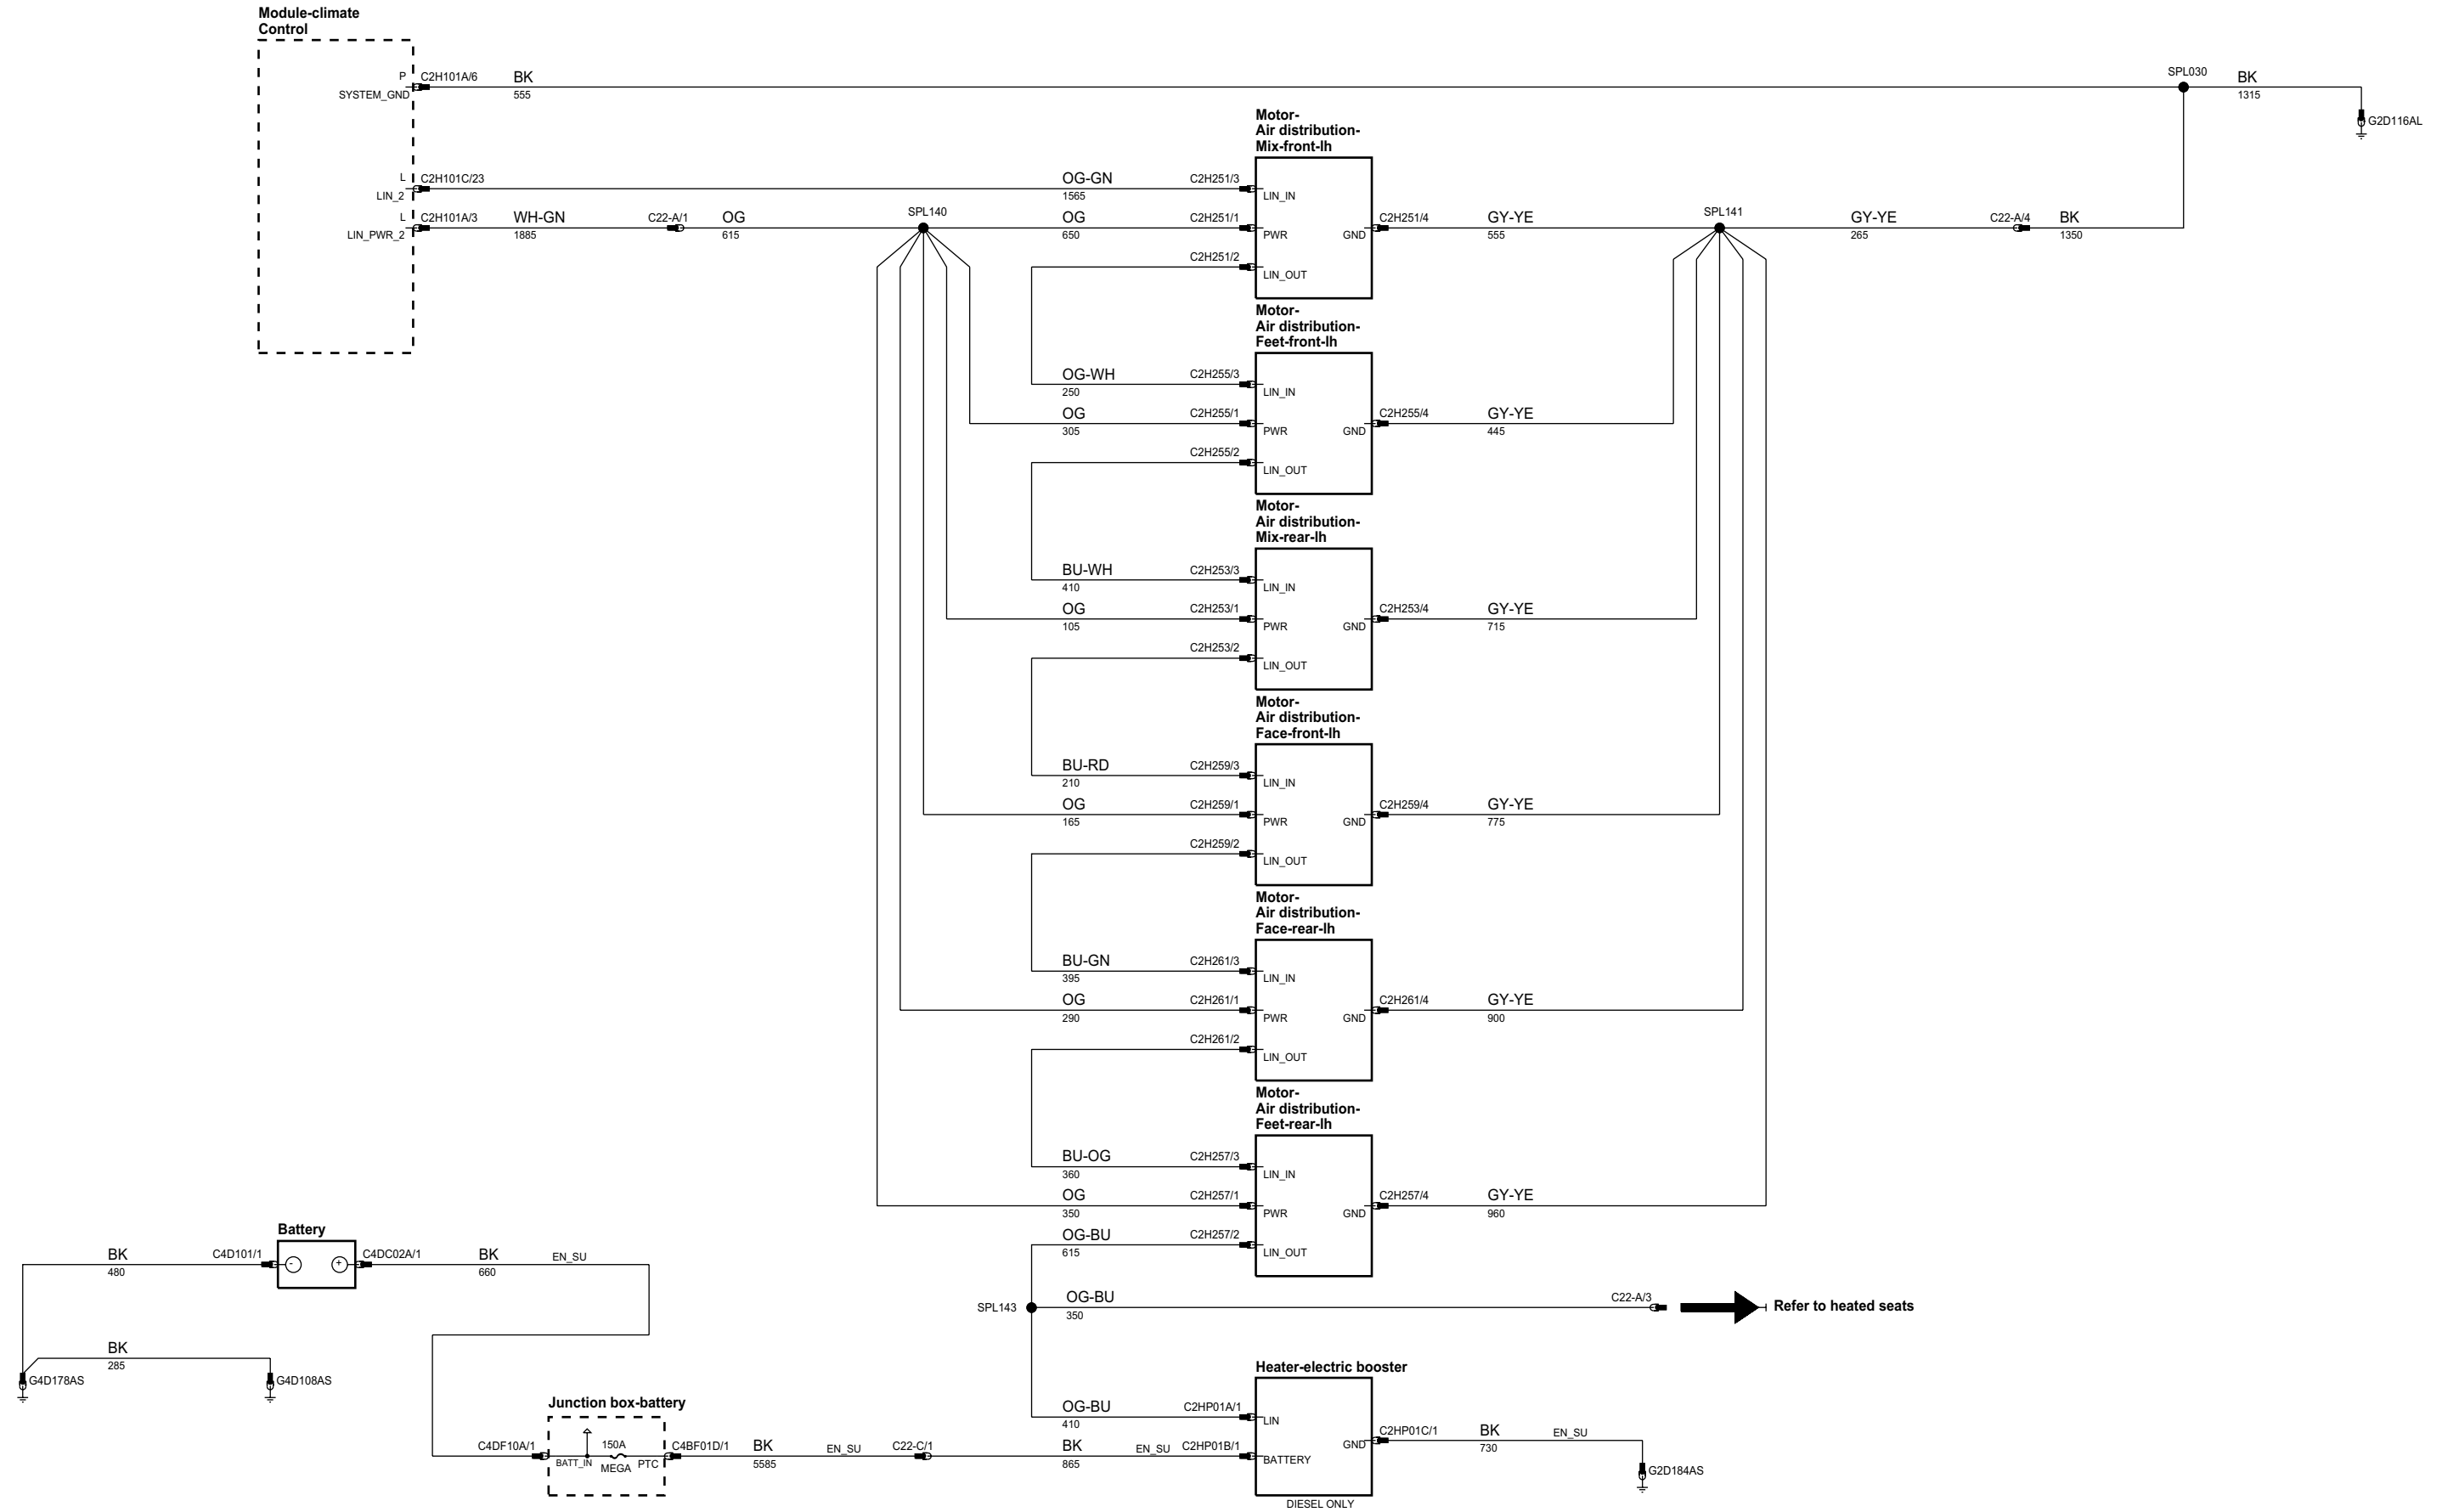 Module-climate
Control
P C2H101A/6 BK
SYSTEM_GND 555
SPL030 BK
1315
G2D116AL
Motor-
Air distribution-
Mix-front-lh
L C2H101C/23 OG-GN C2H251/3
LIN_2 1565 LIN_IN
L C2H101A/3 WH-GN C22-A/1 OG SPL140 OG C2H251/1 C2H251/4 GY-YE SPL141 GY-YE C22-A/4 BK
LIN_PWR_2 1885 615 650 PWR GND 555 265 1350
C2H251/2
LIN_OUT
Motor-
Air distribution-
Feet-front-lh
OG-WH C2H255/3
250 LIN_IN
OG C2H255/1 C2H255/4 GY-YE
305 PWR GND 445
C2H255/2
LIN_OUT
Motor-
Air distribution-
Mix-rear-lh
BU-WH C2H253/3
410 LIN_IN
OG C2H253/1 C2H253/4 GY-YE
105 PWR GND 715
C2H253/2
LIN_OUT
Motor-
Air distribution-
Face-front-lh
BU-RD C2H259/3
210 LIN_IN
OG C2H259/1 C2H259/4 GY-YE
165 PWR GND 775
C2H259/2
LIN_OUT
Motor-
Air distribution-
Face-rear-lh
BU-GN C2H261/3
395 LIN_IN
OG C2H261/1 C2H261/4 GY-YE
290 PWR GND 900
C2H261/2
LIN_OUT
Motor-
Air distribution-
Feet-rear-lh
BU-OG C2H257/3
360 LIN_IN
OG C2H257/1 C2H257/4 GY-YE
350 PWR GND 960
OG-BU C2H257/2
615 LIN_OUT
Battery
BK C4D101/1 - + C4DC02A/1 BK EN_SU
480 660
SPL143 OG-BU C22-A/3 Refer to heated seats
350
BK
285
G4D178AS G4D108AS
Heater-electric booster
OG-BU C2HP01A/1
410 LIN
C2HP01C/1 BK EN_SU
GND 730
G2D184AS
Junction box-battery
C4DF10A/1 150A C4BF01D/1 BK EN_SU C22-C/1 BK EN_SU C2HP01B/1
BATT_IN MEGA PTC 5585 865 BATTERY
DIESEL ONLY